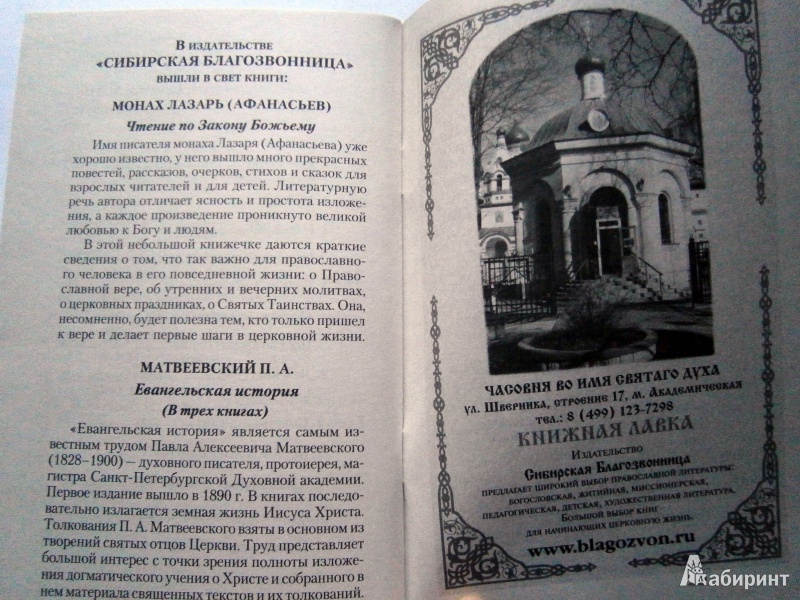 В издательстве
«СИБИРСКАЯ БЛАГОЗВОННИЦА»
вышли в свет книги:
МОНАХ ЛАЗАРЬ (АФАНАСЬЕВ)
Чтение по Закону Божьему
Имя писателя монаха Лазаря (Афанасьева) уже
хорошо известно, у него вышло много прекрасных
повестей, рассказов, очерков, стихов и сказок для
взрослых читателей и для детей. Литературную
речь автора отличает ясность и простота изложе-
ния, а каждое произведение проникнуто великой
любовью к Богу и людям.
В этой небольшой книжечке даются краткие
сведения о том, что так важно для православно-
го человека в его повседневной жизни: о Право-
славной вере, об утренних и вечерних молитвах,
о церковных праздниках, о Святых Таинствах. Она,
несомненно, будет полезна тем, кто только пришел
к вере и делает первые шаги в церковной жизни.
МАТВЕЕВСКИЙ П. А.
Евангельская история
(В трех книгах)
«Евангельская история» является самым из-
вестным трудом Павла Алексеевича Матвеевского
(1828–1900) – духовного писателя, протоиерея, ма-
гистра Санкт-Петербургской Духовной академии.
Первое издание вышло в 1890 г. В книгах последо-
вательно излагается земная жизнь Иисуса Христа.
Толкования П. А. Матвеевского взяты в основном из
творений святых отцов Церкви. Труд представляет
большой интерес с точки зрения полноты изложе-
ния догматического учения о Христе и собранного в
нем материала священных текстов и их толкований.
ЧАСОВНЯ ВО ИМЯ СВЯТАГО ДУХА
ул. Шверника, строение 17, м. Академическая
тел.: 8 (499) 123-7298
КНИЖНАЯ ЛАВКА
Издательство
Сибирская Благозвонница
предлагает широкий выбор православной литературы:
богословская, житийная, миссионерская,
педагогическая, детская, художественная литература.
Большой выбор книг
для начинающих церковную жизнь.
www.blagozvon.ru
Лабиринт